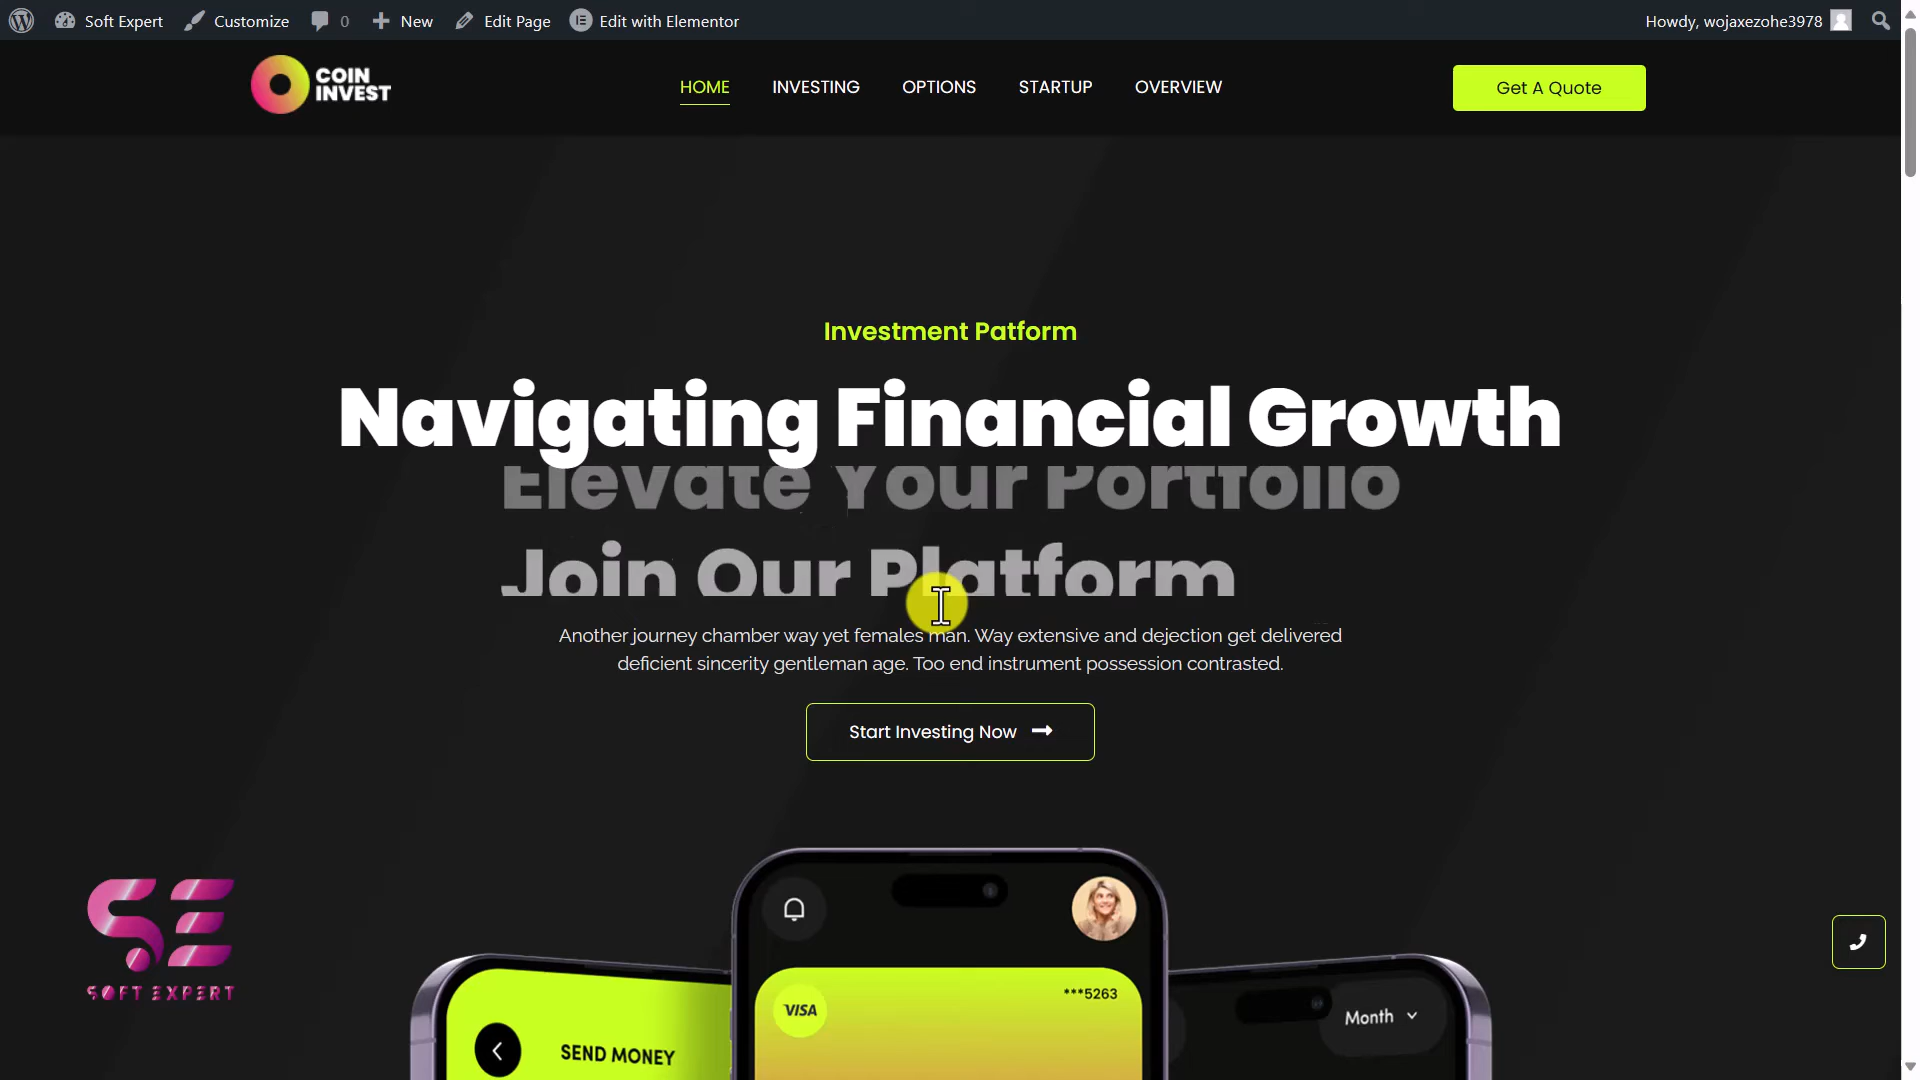 Soft Expert
Customize
0
New
Edit Page
Edit with Elementor
Howdy, wojaxezohe3978
COIN
INVEST
HOME
INVESTING
OPTIONS
STARTUP
OVERVIEW
Get A Quote
Investment Patform
Navigating Financial Growth
Elevate Your Portfolio
Join Our Platform
Another journey chamber way yet females man. Way extensive and dejection get delivered
deficient sincerity gentleman age. Too end instrument possession contrasted.
Start Investing Now
***5263
VISA
Month
SEND MONEY
SE
SOFT EXPERT